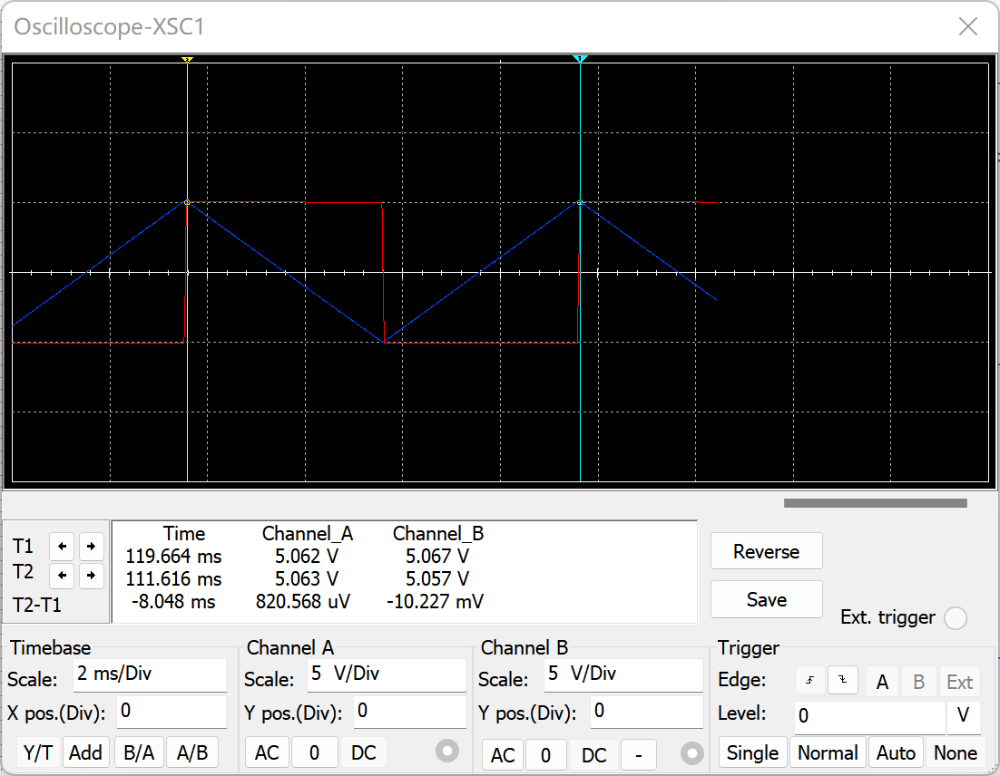 Oscilloscope-XSC1
2 1
Time Channel_A Channel_B
T1 119.664 ms 5.062 V 5.067 V
T2 111.616 ms 5.063 V 5.057 V
T2-T1 -8.048 ms 820.568 uV -10.227 mV
Reverse
Save
Ext. trigger
Timebase
Scale: 2 ms/Div
X pos.(Div): 0
Y/T Add B/A A/B
Channel A
Scale: 5 V/Div
Y pos.(Div): 0
AC 0 DC
Channel B
Scale: 5 V/Div
Y pos.(Div): 0
AC 0 DC -
Trigger
Edge: A B Ext
Level: 0 V
Single Normal Auto None